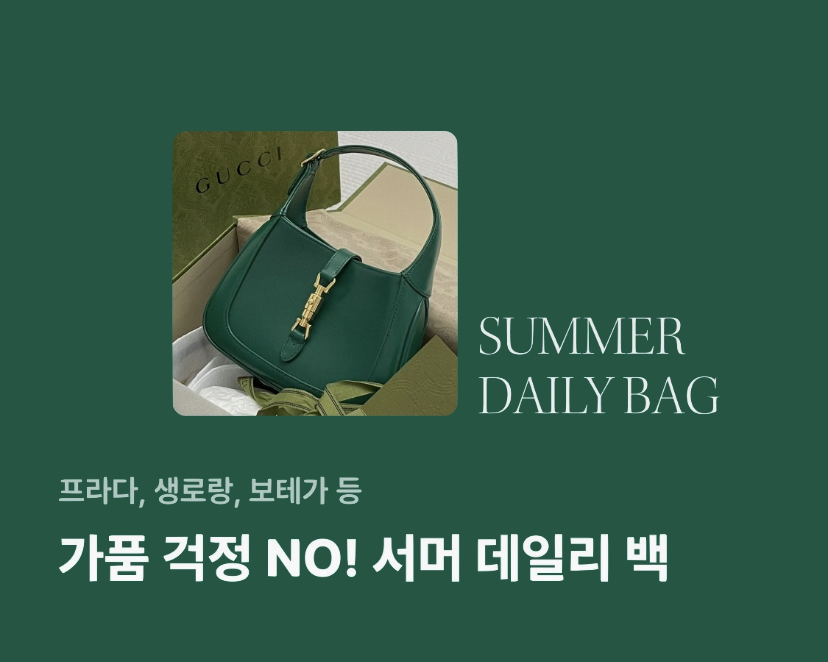 GUCCI
SUMMER
DAILY BAG
프라다, 생로랑, 보테가 등
가품 걱정 NO! 서머 데일리 백